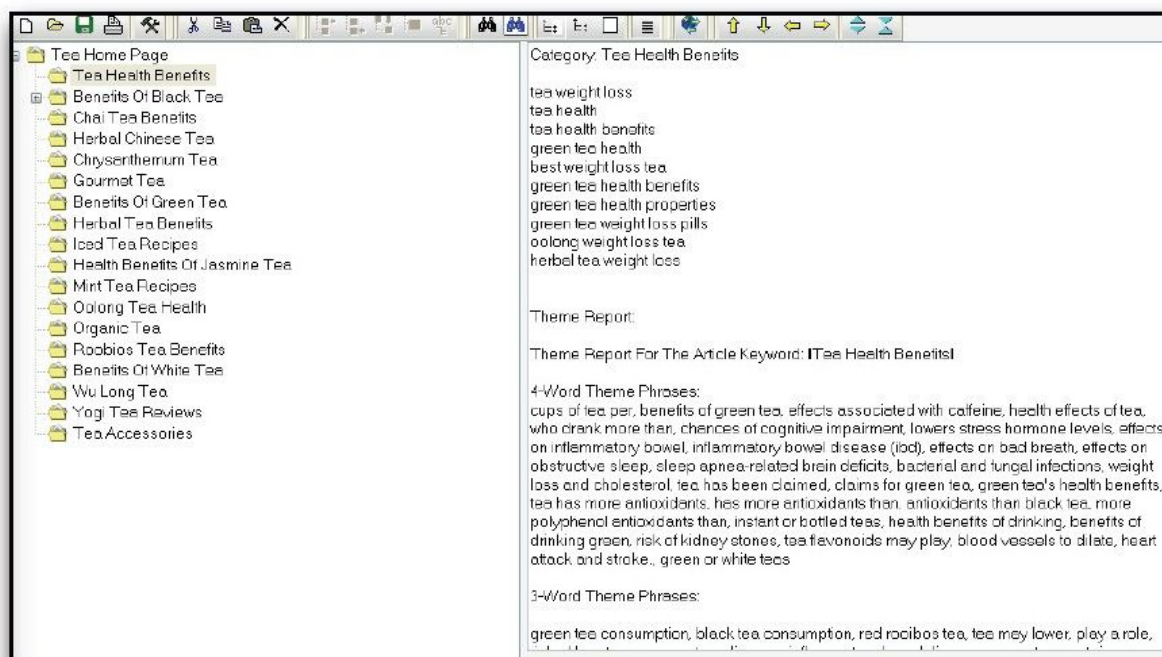 Tea Home Page
Tea Health Benefits
Benefits Of Black Tea
Chai Tea Benefits
Herbal Chinese Tea
Chrysanthemum Tea
Gourmet Tea
Benefits Of Green Tea
Herbal Tea Benefits
Iced Tea Recipes
Health Benefits Of Jasmine Tea
Mint Tea Recipes
Oolong Tea Health
Organic Tea
Roobios Tea Benefits
Benefits Of White Tea
Wu Long Tea
Yogi Tea Reviews
Tea Accessories
Category: Tea Health Benefits
tea weight loss
tea health
tea health benefits
green tea health
best weight loss tea
green tea health benefits
green tea health properties
green tea weight loss pills
oolong weight loss tea
herbal tea weight loss
Theme Report:
Theme Report For The Article Keyword: |Tea Health Benefits|
4-Word Theme Phrases:
cups of tea per, benefits of green tea, effects associated with caffeine, health effects of tea,
who drank more than, chances of cognitive impairment, lowers stress hormone levels, effects
on inflammatory bowel, inflammatory bowel disease (ibd), effects on bad breath, effects on
obstructive sleep, sleep apnea-related brain deficits, bacterial and fungal infections, weight
loss and cholesterol, tea has been claimed, claims for green tea, green tea's health benefits,
tea has more antioxidants, has more antioxidants than, antioxidants than black tea, more
polyphenol antioxidants than, instant or bottled teas, health benefits of drinking, benefits of
drinking green, risk of kidney stones, tea flavonoids may play, blood vessels to dilate, heart
attack and stroke., green or white teas
3-Word Theme Phrases:
green tea consumption, black tea consumption, red rooibos tea, tea may lower, play a role,